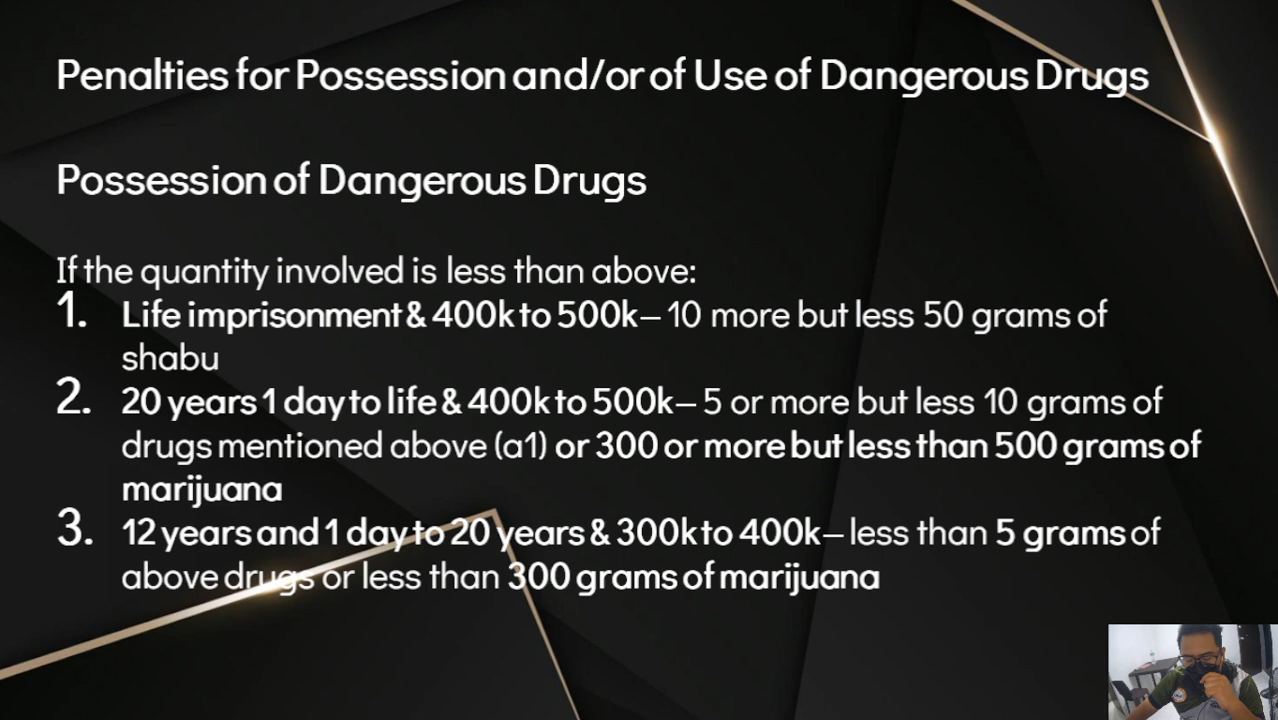 Penalties for Possession and/or of Use of Dangerous Drugs
Possession of Dangerous Drugs
If the quantity involved is less than above:
1. Life imprisonment & 400k to 500k– 10 more but less 50 grams of
shabu
2. 20 years 1 day to life & 400k to 500k– 5 or more but less 10 grams of
drugs mentioned above (a1) or 300 or more but less than 500 grams of
marijuana
3. 12 years and 1 day to 20 years & 300k to 400k– less than 5 grams of
above drugs or less than 300 grams of marijuana